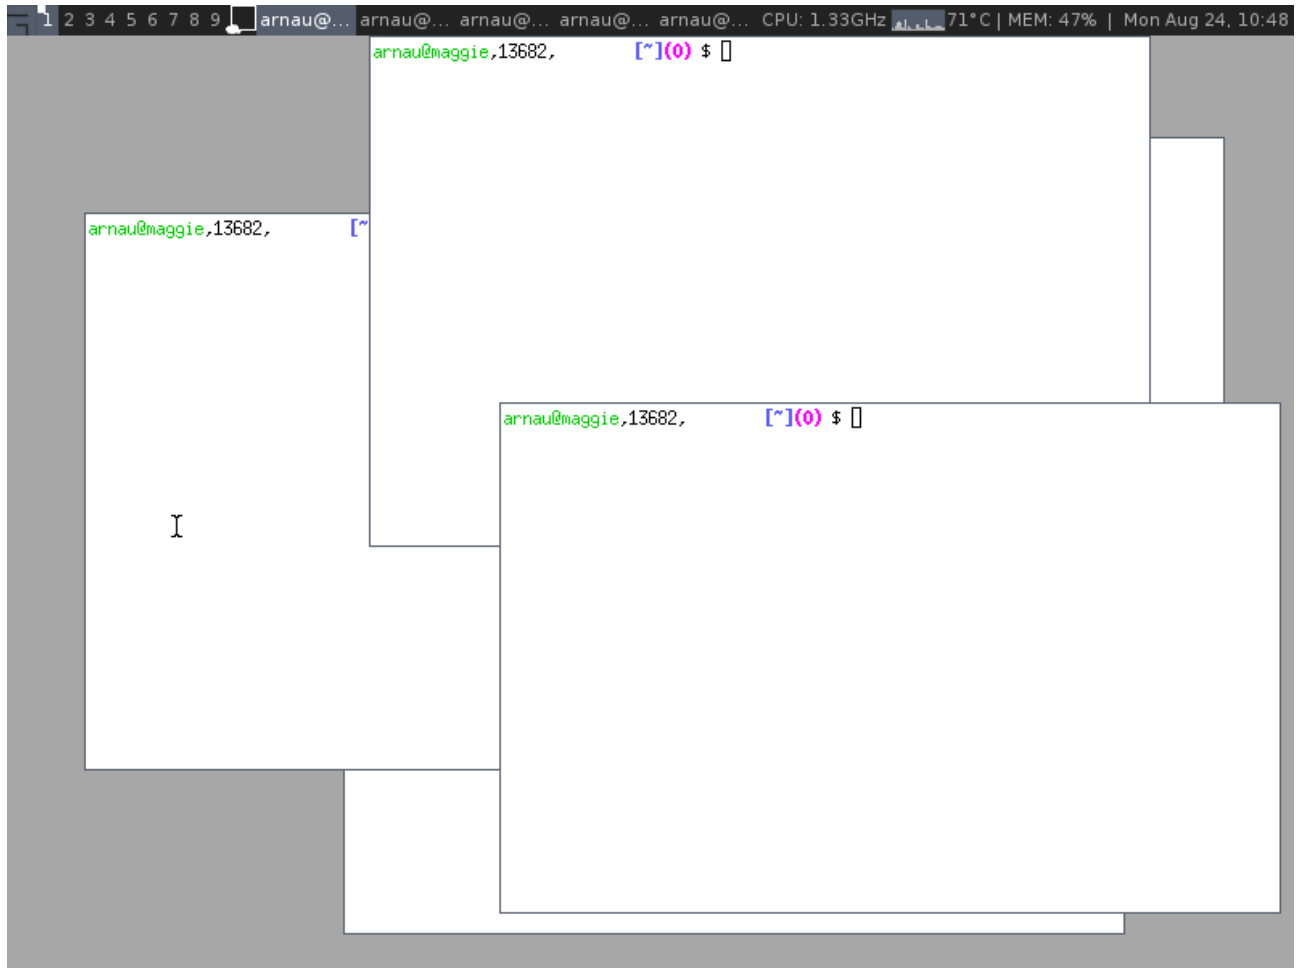 1 2 3 4 5 6 7 8 9 arnau@... arnau@... arnau@... arnau@... arnau@... CPU: 1.33GHz 71°C | MEM: 47% | Mon Aug 24, 10:48
arnau@maggie,13682, [~](0) $
arnau@maggie,13682, [~
arnau@maggie,13682, [~](0) $